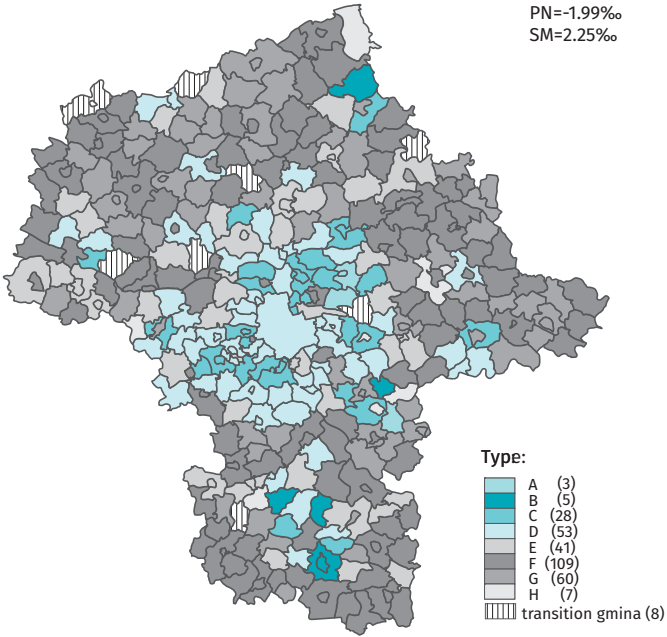 PN=-1.99‰
SM=2.25‰
Type:
A (3)
B (5)
C (28)
D (53)
E (41)
F (109)
G (60)
H (7)
transition gmina (8)